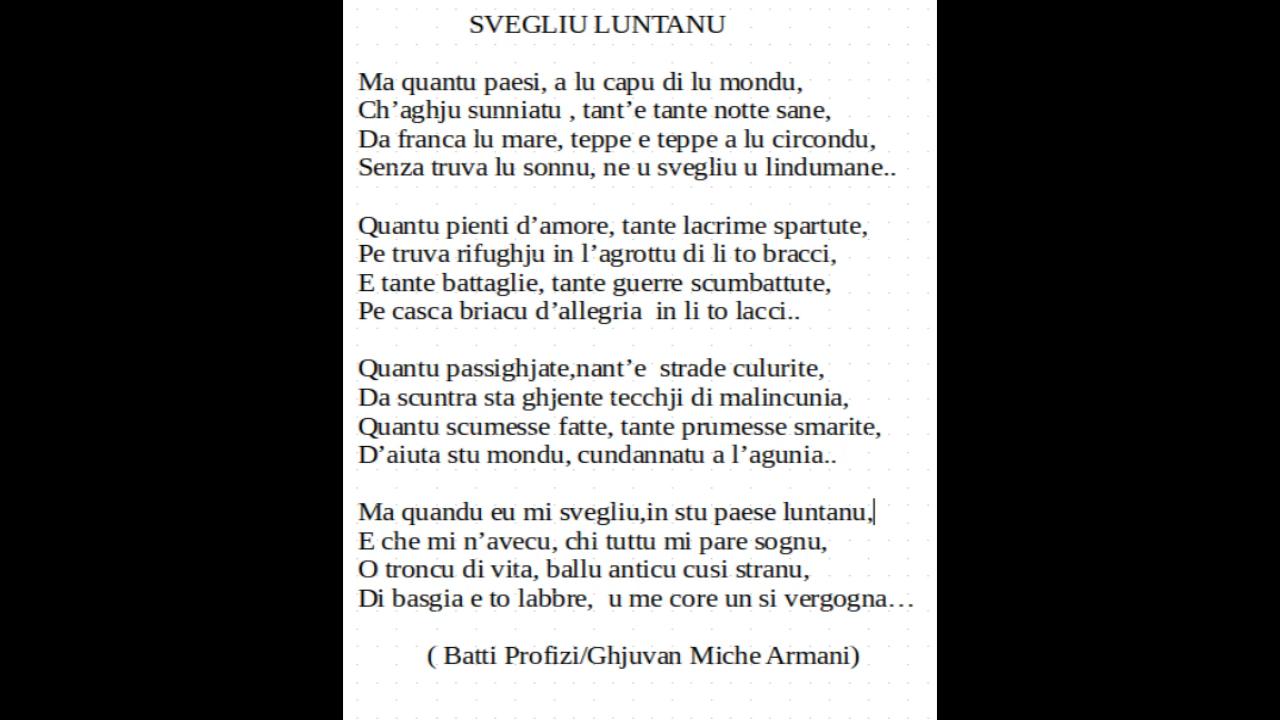 SVEGLIU LUNTANU
Ma quantu paesi, a lu capu di lu mondu,
Ch’aghju sunniatu , tant’e tante notte sane,
Da franca lu mare, teppe e teppe a lu circondu,
Senza truva lu sonnu, ne u svegliu u lindumane..
Quantu pienti d’amore, tante lacrime spartute,
Pe truva rifughju in l’agrottu di li to bracci,
E tante battaglie, tante guerre scumbattute,
Pe casca briacu d’allegria  in li to lacci..
Quantu passighjate,nant’e  strade culurite,
Da scuntra sta ghjente tecchji di malincunia,
Quantu scumesse fatte, tante prumesse smarite,
D’aiuta stu mondu, cundannatu a l’agunia..
Ma quandu eu mi svegliu,in stu paese luntanu,
E che mi n’avecu, chi tuttu mi pare sognu,
O troncu di vita, ballu anticu cusi stranu,
Di basgia e to labbre,  u me core un si vergogna…
( Batti Profizi/Ghjuvan Miche Armani)